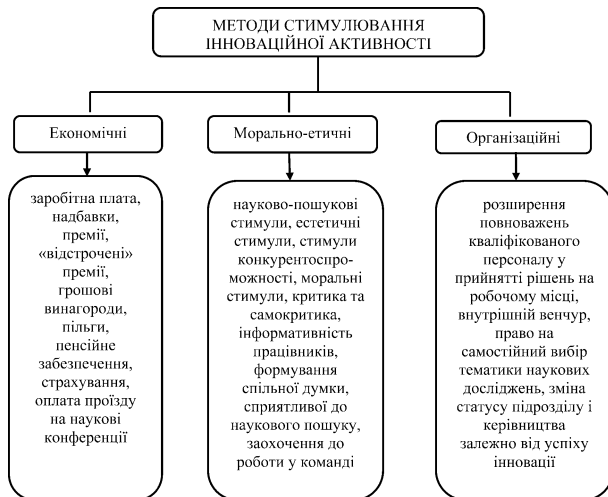 МЕТОДИ СТИМУЛЮВАННЯ
ІННОВАЦІЙНОЇ АКТИВНОСТІ
Економічні
заробітна плата,
надбавки,
премії,
«відстрочені»
премії,
грошові
винагороди,
пільги,
пенсійне
забезпечення,
страхування,
оплата проїзду
на наукові
конференції
Морально-етичні
науково-пошукові
стимули, естетичні
стимули, стимули
конкурентоспро-
можності, моральні
стимули, критика та
самокритика,
інформативність
працівників,
формування
спільної думки,
сприятливої до
наукового пошуку,
заохочення до
роботи у команді
Організаційні
розширення
повноважень
кваліфікованого
персоналу у
прийнятті рішень на
робочому місці,
внутрішній венчур,
право на
самостійний вибір
тематики наукових
досліджень, зміна
статусу підрозділу і
керівництва
залежно від успіху
інновації